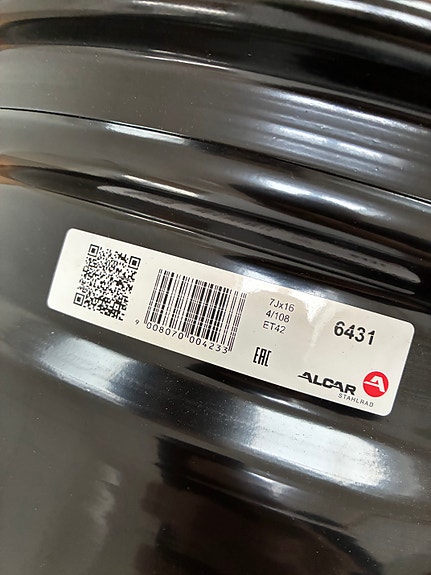 9 008070 004233
7Jx16
4/108
ET42
EAC
6431
ALCAR A
STAHLRAD